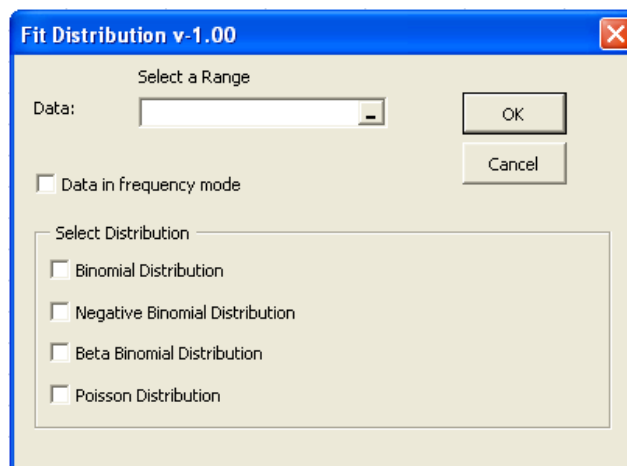 Fit Distribution v-1.00
Select a Range
Data:
OK
Cancel
Data in frequency mode
Select Distribution
Binomial Distribution
Negative Binomial Distribution
Beta Binomial Distribution
Poisson Distribution